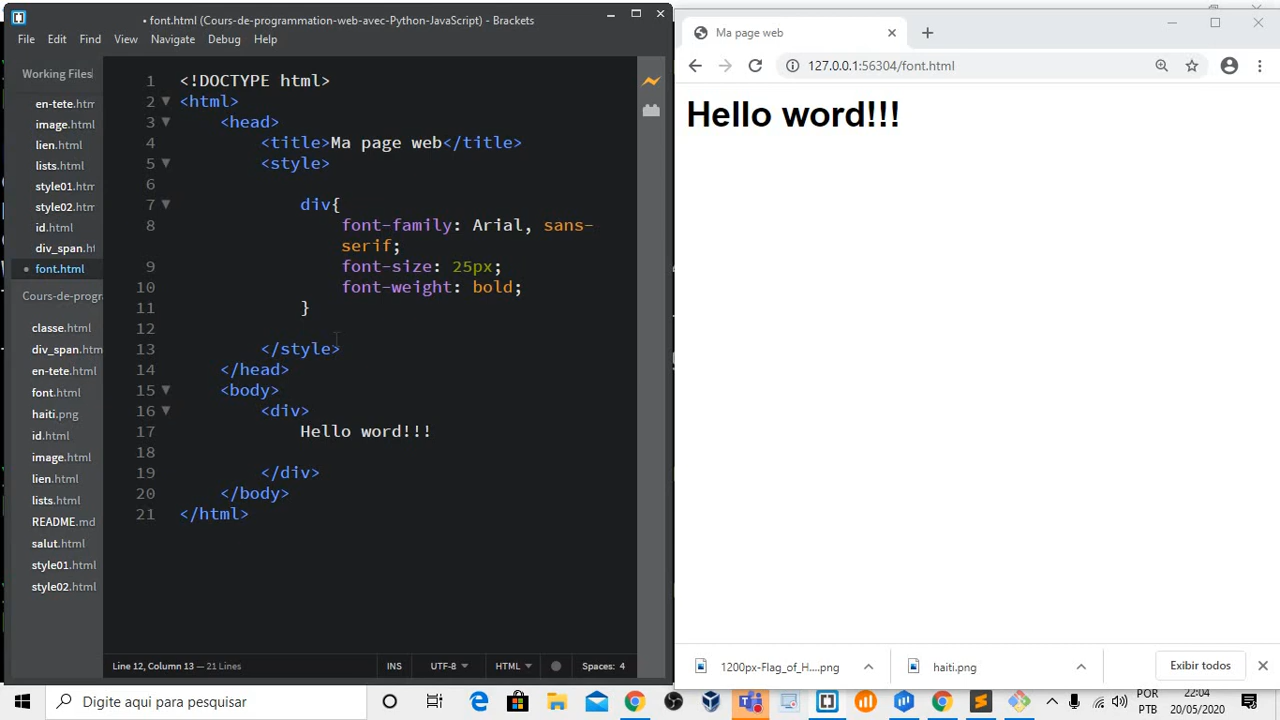 • font.html (Cours-de-programmation-web-avec-Python-JavaScript) - Brackets
File Edit Find View Navigate Debug Help
Working Files
en-tete.htm
image.htm
lien.html
lists.html
style01.htm
style02.htm
id.html
div_span.ht
• font.html
Cours-de-progra
classe.html
div_span.htm
en-tete.html
font.html
haiti.png
id.html
image.html
lien.html
lists.html
README.md
salut.html
style01.html
style02.html
1 <!DOCTYPE html>
2 <html>
3 <head>
4 <title>Ma page web</title>
5 <style>
6
7 div{
8 font-family: Arial, sans-
serif;
9 font-size: 25px;
10 font-weight: bold;
11 }
12
13 </style>
14 </head>
15 <body>
16 <div>
17 Hello word!!!
18
19 </div>
20 </body>
21 </html>
Line 12, Column 13 — 21 Lines INS UTF-8 HTML Spaces: 4
Ma page web
127.0.0.1:56304/font.html
Hello word!!!
1200px-Flag_of_H....png haiti.png Exibir todos
Digite aqui para pesquisar
POR
PTB
22:04
20/05/2020